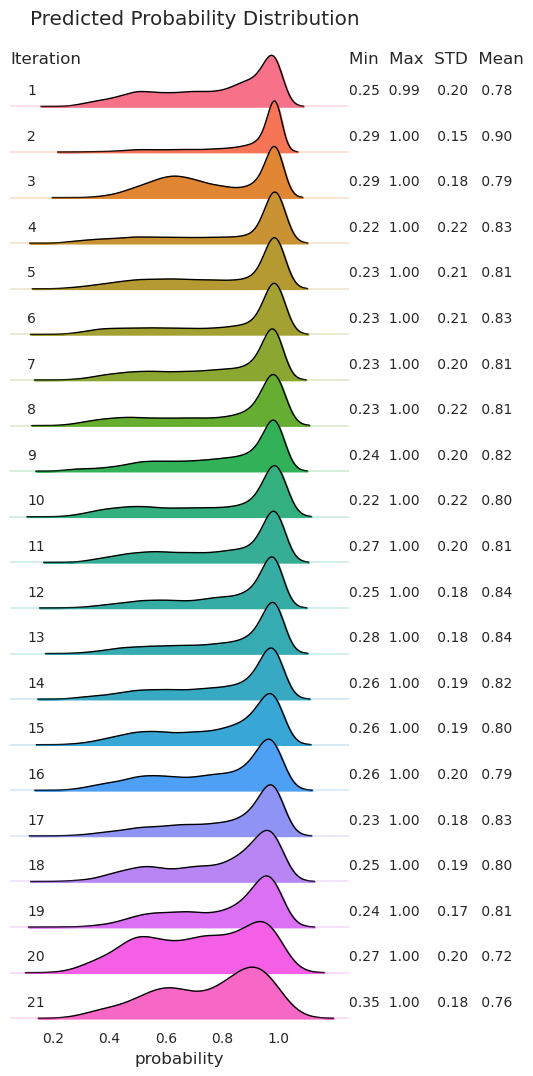 Predicted Probability Distribution
Iteration Min Max STD Mean
1 0.25 0.99 0.20 0.78
2 0.29 1.00 0.15 0.90
3 0.29 1.00 0.18 0.79
4 0.22 1.00 0.22 0.83
5 0.23 1.00 0.21 0.81
6 0.23 1.00 0.21 0.83
7 0.23 1.00 0.20 0.81
8 0.23 1.00 0.22 0.81
9 0.24 1.00 0.20 0.82
10 0.22 1.00 0.22 0.80
11 0.27 1.00 0.20 0.81
12 0.25 1.00 0.18 0.84
13 0.28 1.00 0.18 0.84
14 0.26 1.00 0.19 0.82
15 0.26 1.00 0.19 0.80
16 0.26 1.00 0.20 0.79
17 0.23 1.00 0.18 0.83
18 0.25 1.00 0.19 0.80
19 0.24 1.00 0.17 0.81
20 0.27 1.00 0.20 0.72
21 0.35 1.00 0.18 0.76
0.2 0.4 0.6 0.8 1.0
probability